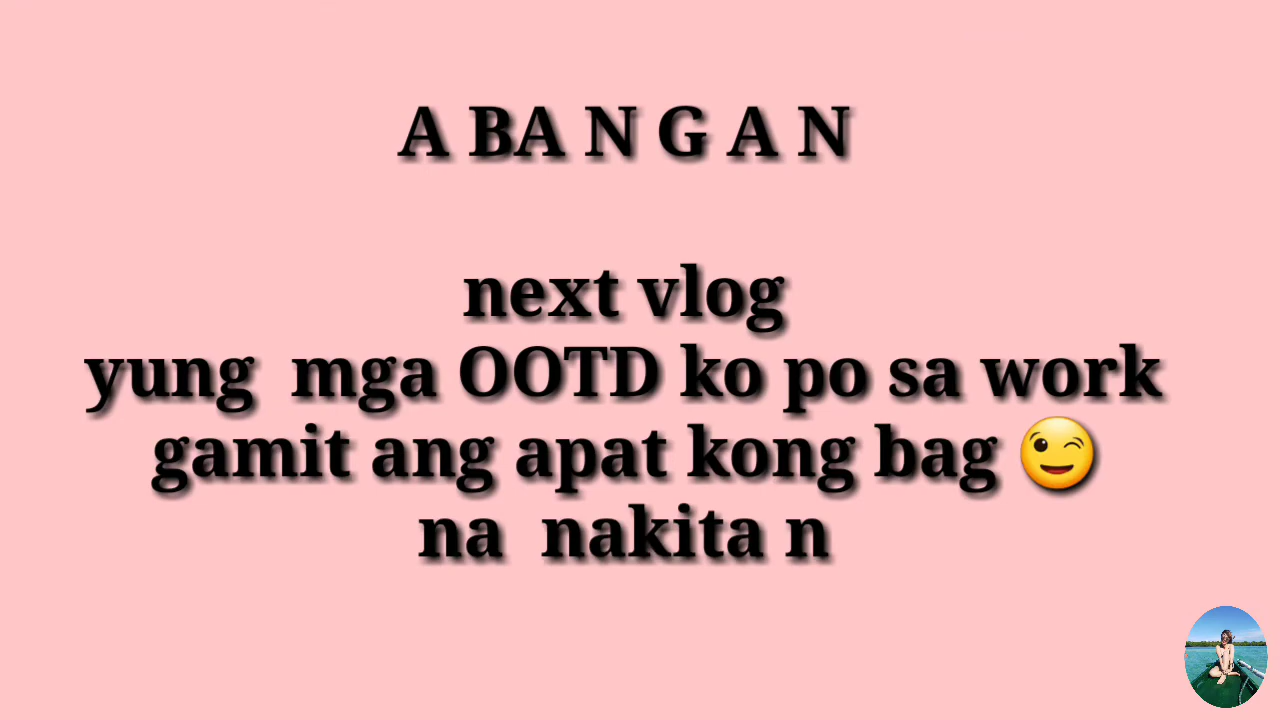 A BA N G A N
next vlog
yung mga OOTD ko po sa work
gamit ang apat kong bag 😉
na nakita n